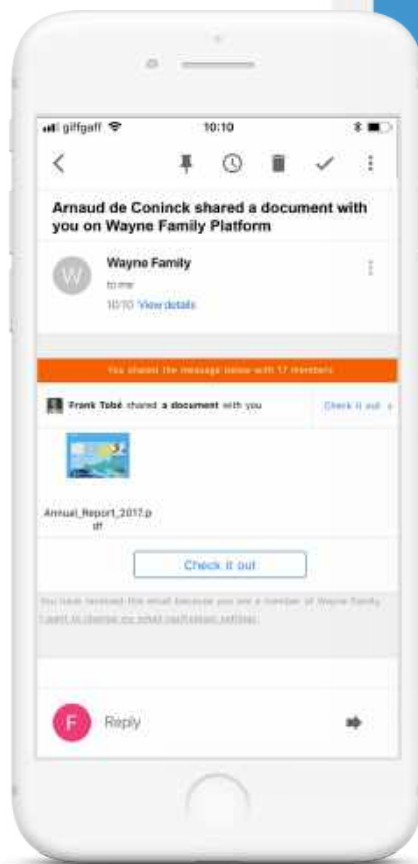 giffgaff 10:10
Arnaud de Coninck shared a document with
you on Wayne Family Platform
W
Wayne Family
to me
10/10 View details
You shared the message below with 17 members
Frank Tobé shared a document with you
Check it out
Annual_Report_2017.p
df
Check it out
You have received this email because you are a member of Wayne Family.
I want to change my email notification settings.
F
Reply